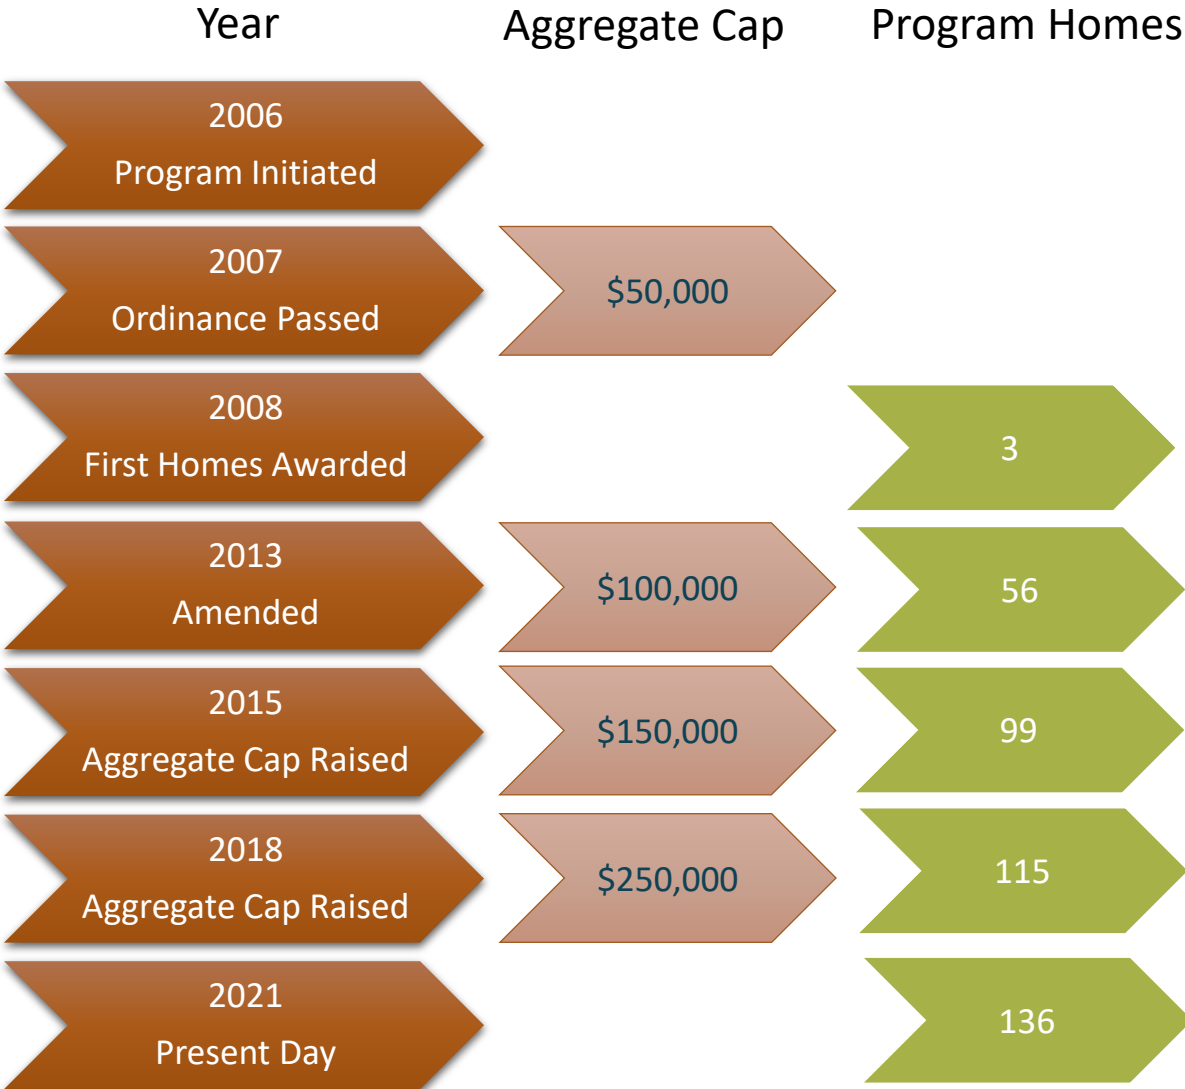 Year Aggregate Cap Program Homes
2006
Program Initiated
2007
Ordinance Passed
$50,000
2008
First Homes Awarded
3
2013
Amended
$100,000
56
2015
Aggregate Cap Raised
$150,000
99
2018
Aggregate Cap Raised
$250,000
115
2021
Present Day
136